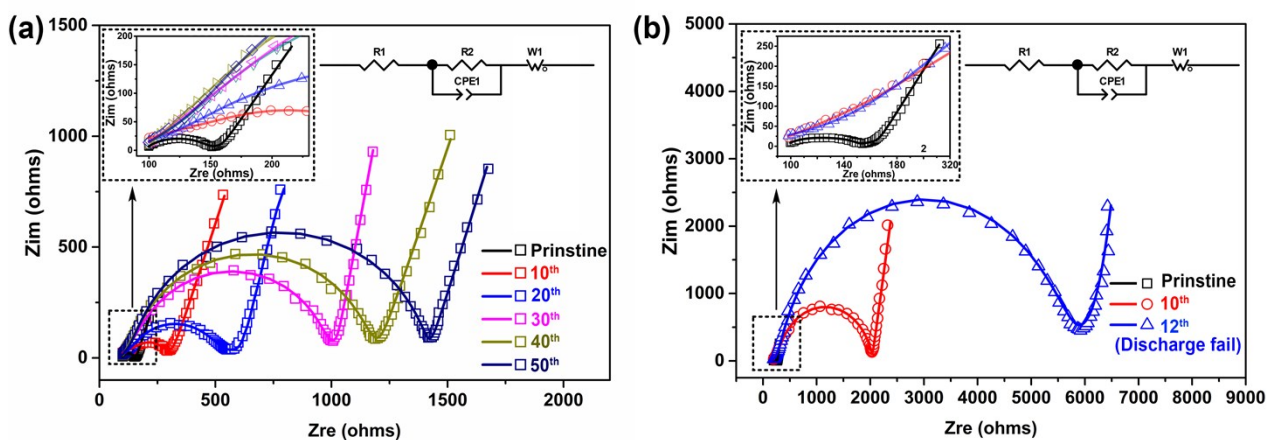 (a)
Zim (ohms)
1500
1000
500
0
0 500 1000 1500 2000
Zre (ohms)
Zim (ohms)
200
150
100
50
0
100 150 200
Zre (ohms)
R1 R2 W1
CPE1
Prinstine
10th
20th
30th
40th
50th
(b)
Zim (ohms)
5000
4000
3000
2000
1000
0
0 1000 2000 3000 4000 5000 6000 7000 8000 9000
Zre (ohms)
Zim (ohms)
250
200
150
100
50
0
100 140 180 2 260 320
Zre (ohms)
R1 R2 W1
CPE1
Prinstine
10th
12th
(Discharge fail)